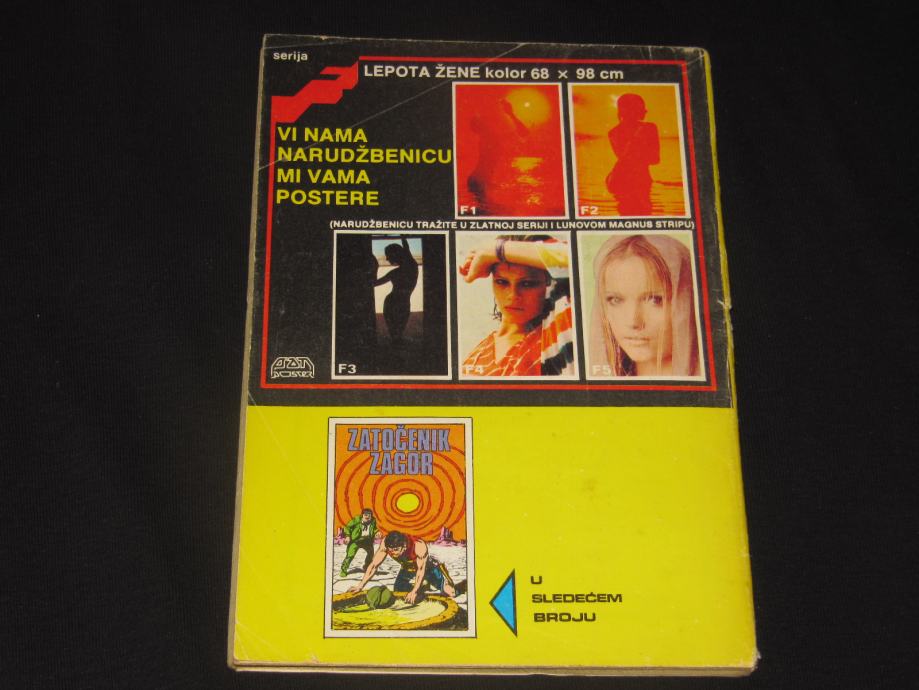 serija
LEPOTA ŽENE kolor 68 × 98 cm
VI NAMA
NARUDŽBENICU
MI VAMA
POSTERE
F1
F2
(NARUDŽBENICU TRAŽITE U ZLATNOJ SERIJI I LUNOVOM MAGNUS STRIPU)
F3
F4
F5
ZATOČENIK
ZAGOR
U
SLEDEĆEM
BROJU